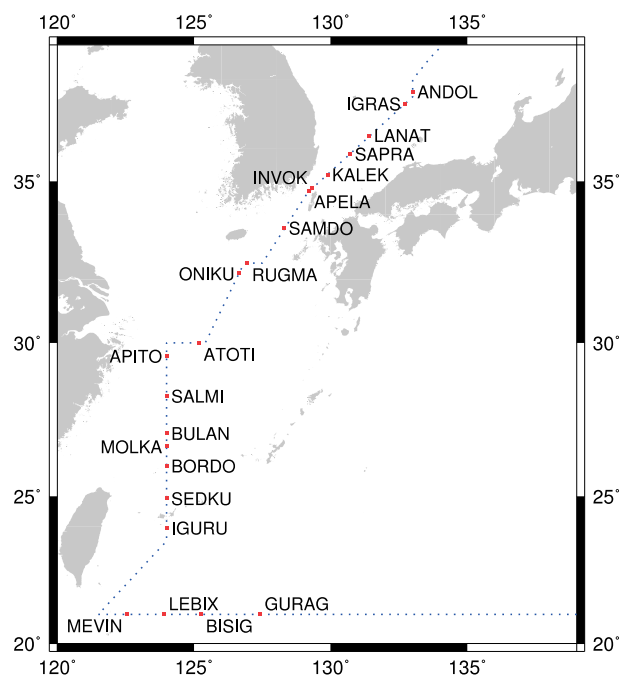 120˚ 125˚ 130˚ 135˚
ANDOL
IGRAS
LANAT
SAPRA
35˚ INVOK KALEK 35˚
APELA
SAMDO
ONIKU RUGMA
30˚ 30˚
APITO ATOTI
SALMI
BULAN
MOLKA
BORDO
25˚ SEDKU 25˚
IGURU
LEBIX GURAG
MEVIN BISIG
20˚ 20˚
120˚ 125˚ 130˚ 135˚